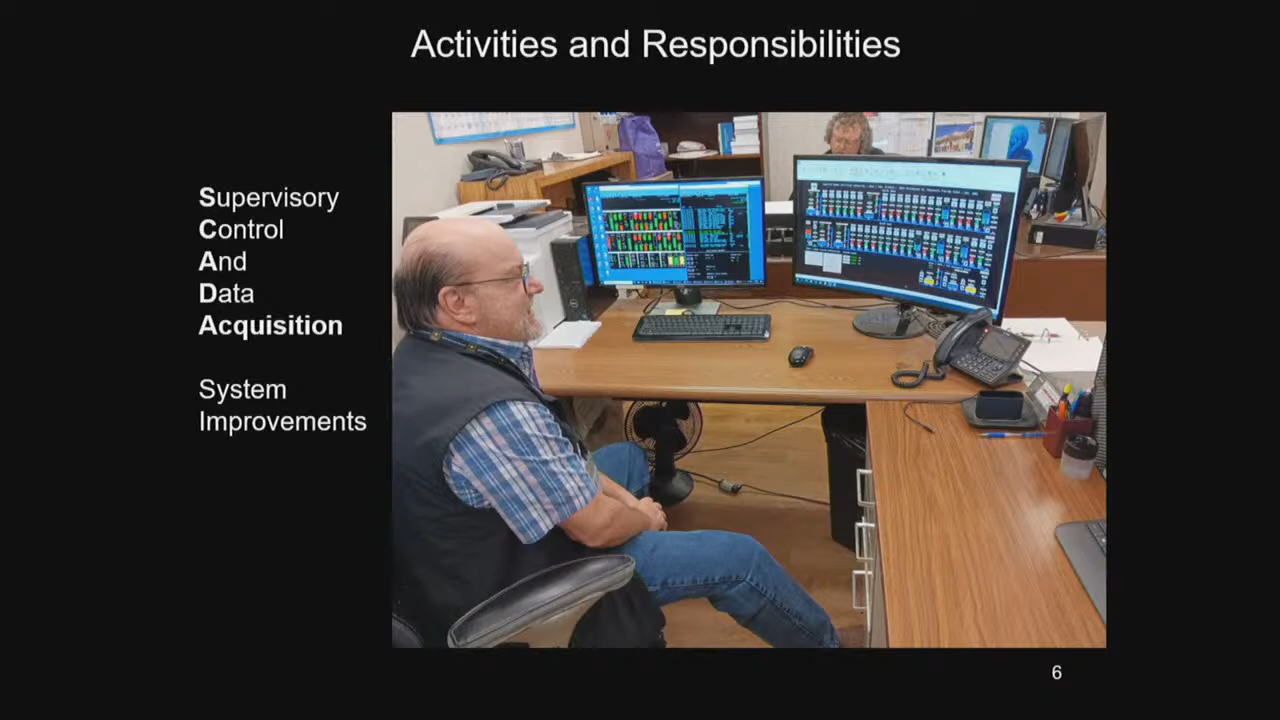 Activities and Responsibilities
Supervisory
Control
And
Data
Acquisition
System
Improvements
6